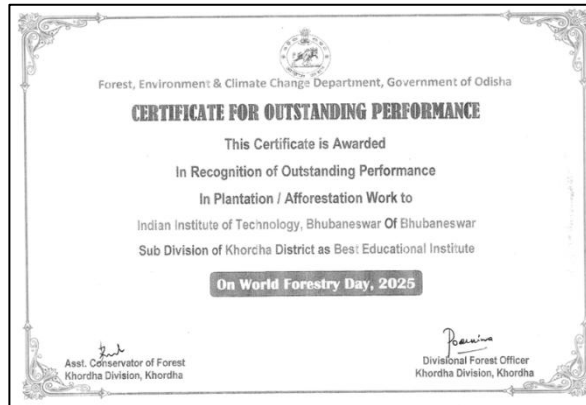 Forest, Environment & Climate Change Department, Government of Odisha
CERTIFICATE FOR OUTSTANDING PERFORMANCE
This Certificate is Awarded
In Recognition of Outstanding Performance
In Plantation / Afforestation Work to
Indian Institute of Technology, Bhubaneswar Of Bhubaneswar
Sub Division of Khordha District as Best Educational Institute
On World Forestry Day, 2025
Asst. Conservator of Forest
Khordha Division, Khordha
Divisional Forest Officer
Khordha Division, Khordha